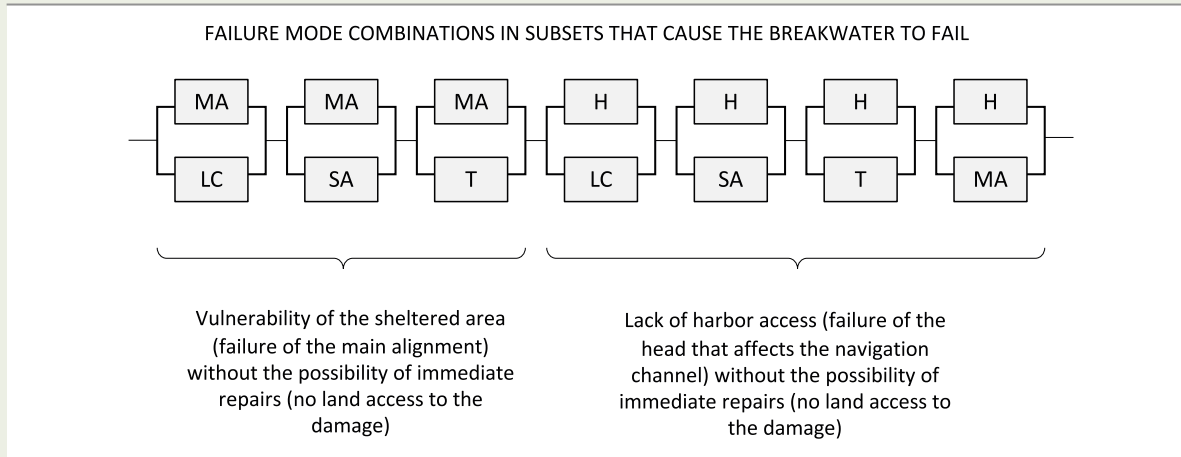 FAILURE MODE COMBINATIONS IN SUBSETS THAT CAUSE THE BREAKWATER TO FAIL
MA MA MA H H H H
LC SA T LC SA T MA
Vulnerability of the sheltered area
(failure of the main alignment)
without the possibility of immediate
repairs (no land access to the
damage)
Lack of harbor access (failure of the
head that affects the navigation
channel) without the possibility of
immediate repairs (no land access to
the damage)